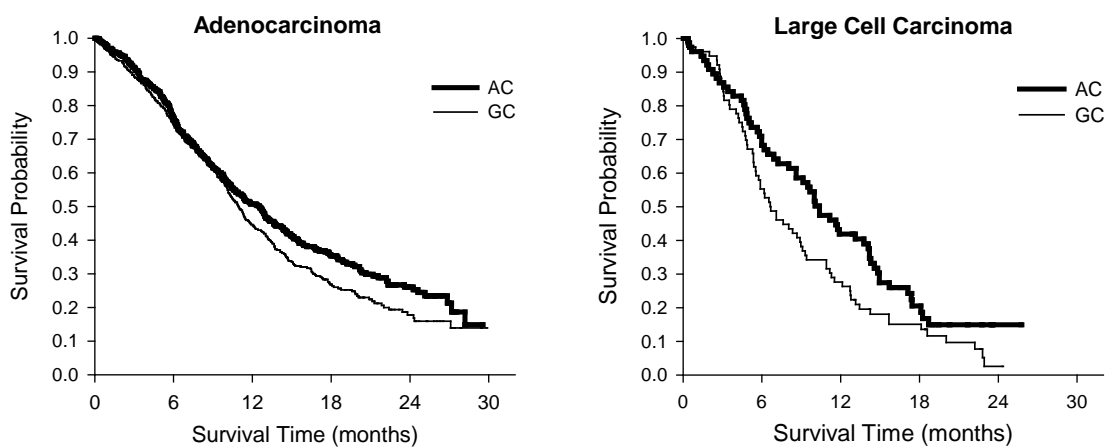 Adenocarcinoma
Survival Probability
1.0
0.9
0.8
0.7
0.6
0.5
0.4
0.3
0.2
0.1
0.0
AC
GC
0 6 12 18 24 30
Survival Time (months)
Large Cell Carcinoma
Survival Probability
1.0
0.9
0.8
0.7
0.6
0.5
0.4
0.3
0.2
0.1
0.0
AC
GC
0 6 12 18 24 30
Survival Time (months)